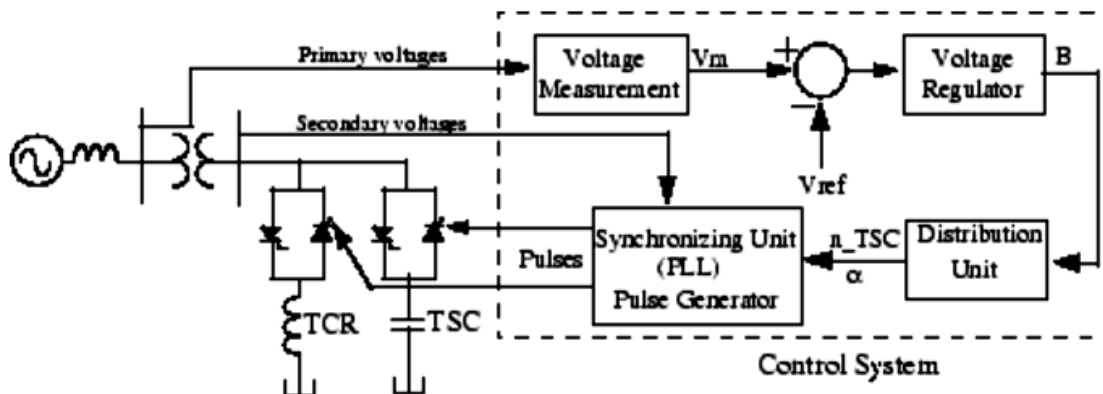 Primary voltages
Voltage
Measurement
Vm
+
−
Voltage
Regulator
B
Secondary voltages
Vref
Pulses
Synchronizing Unit
(PLL)
Pulse Generator
n_TSC
α
Distribution
Unit
TCR
TSC
Control System